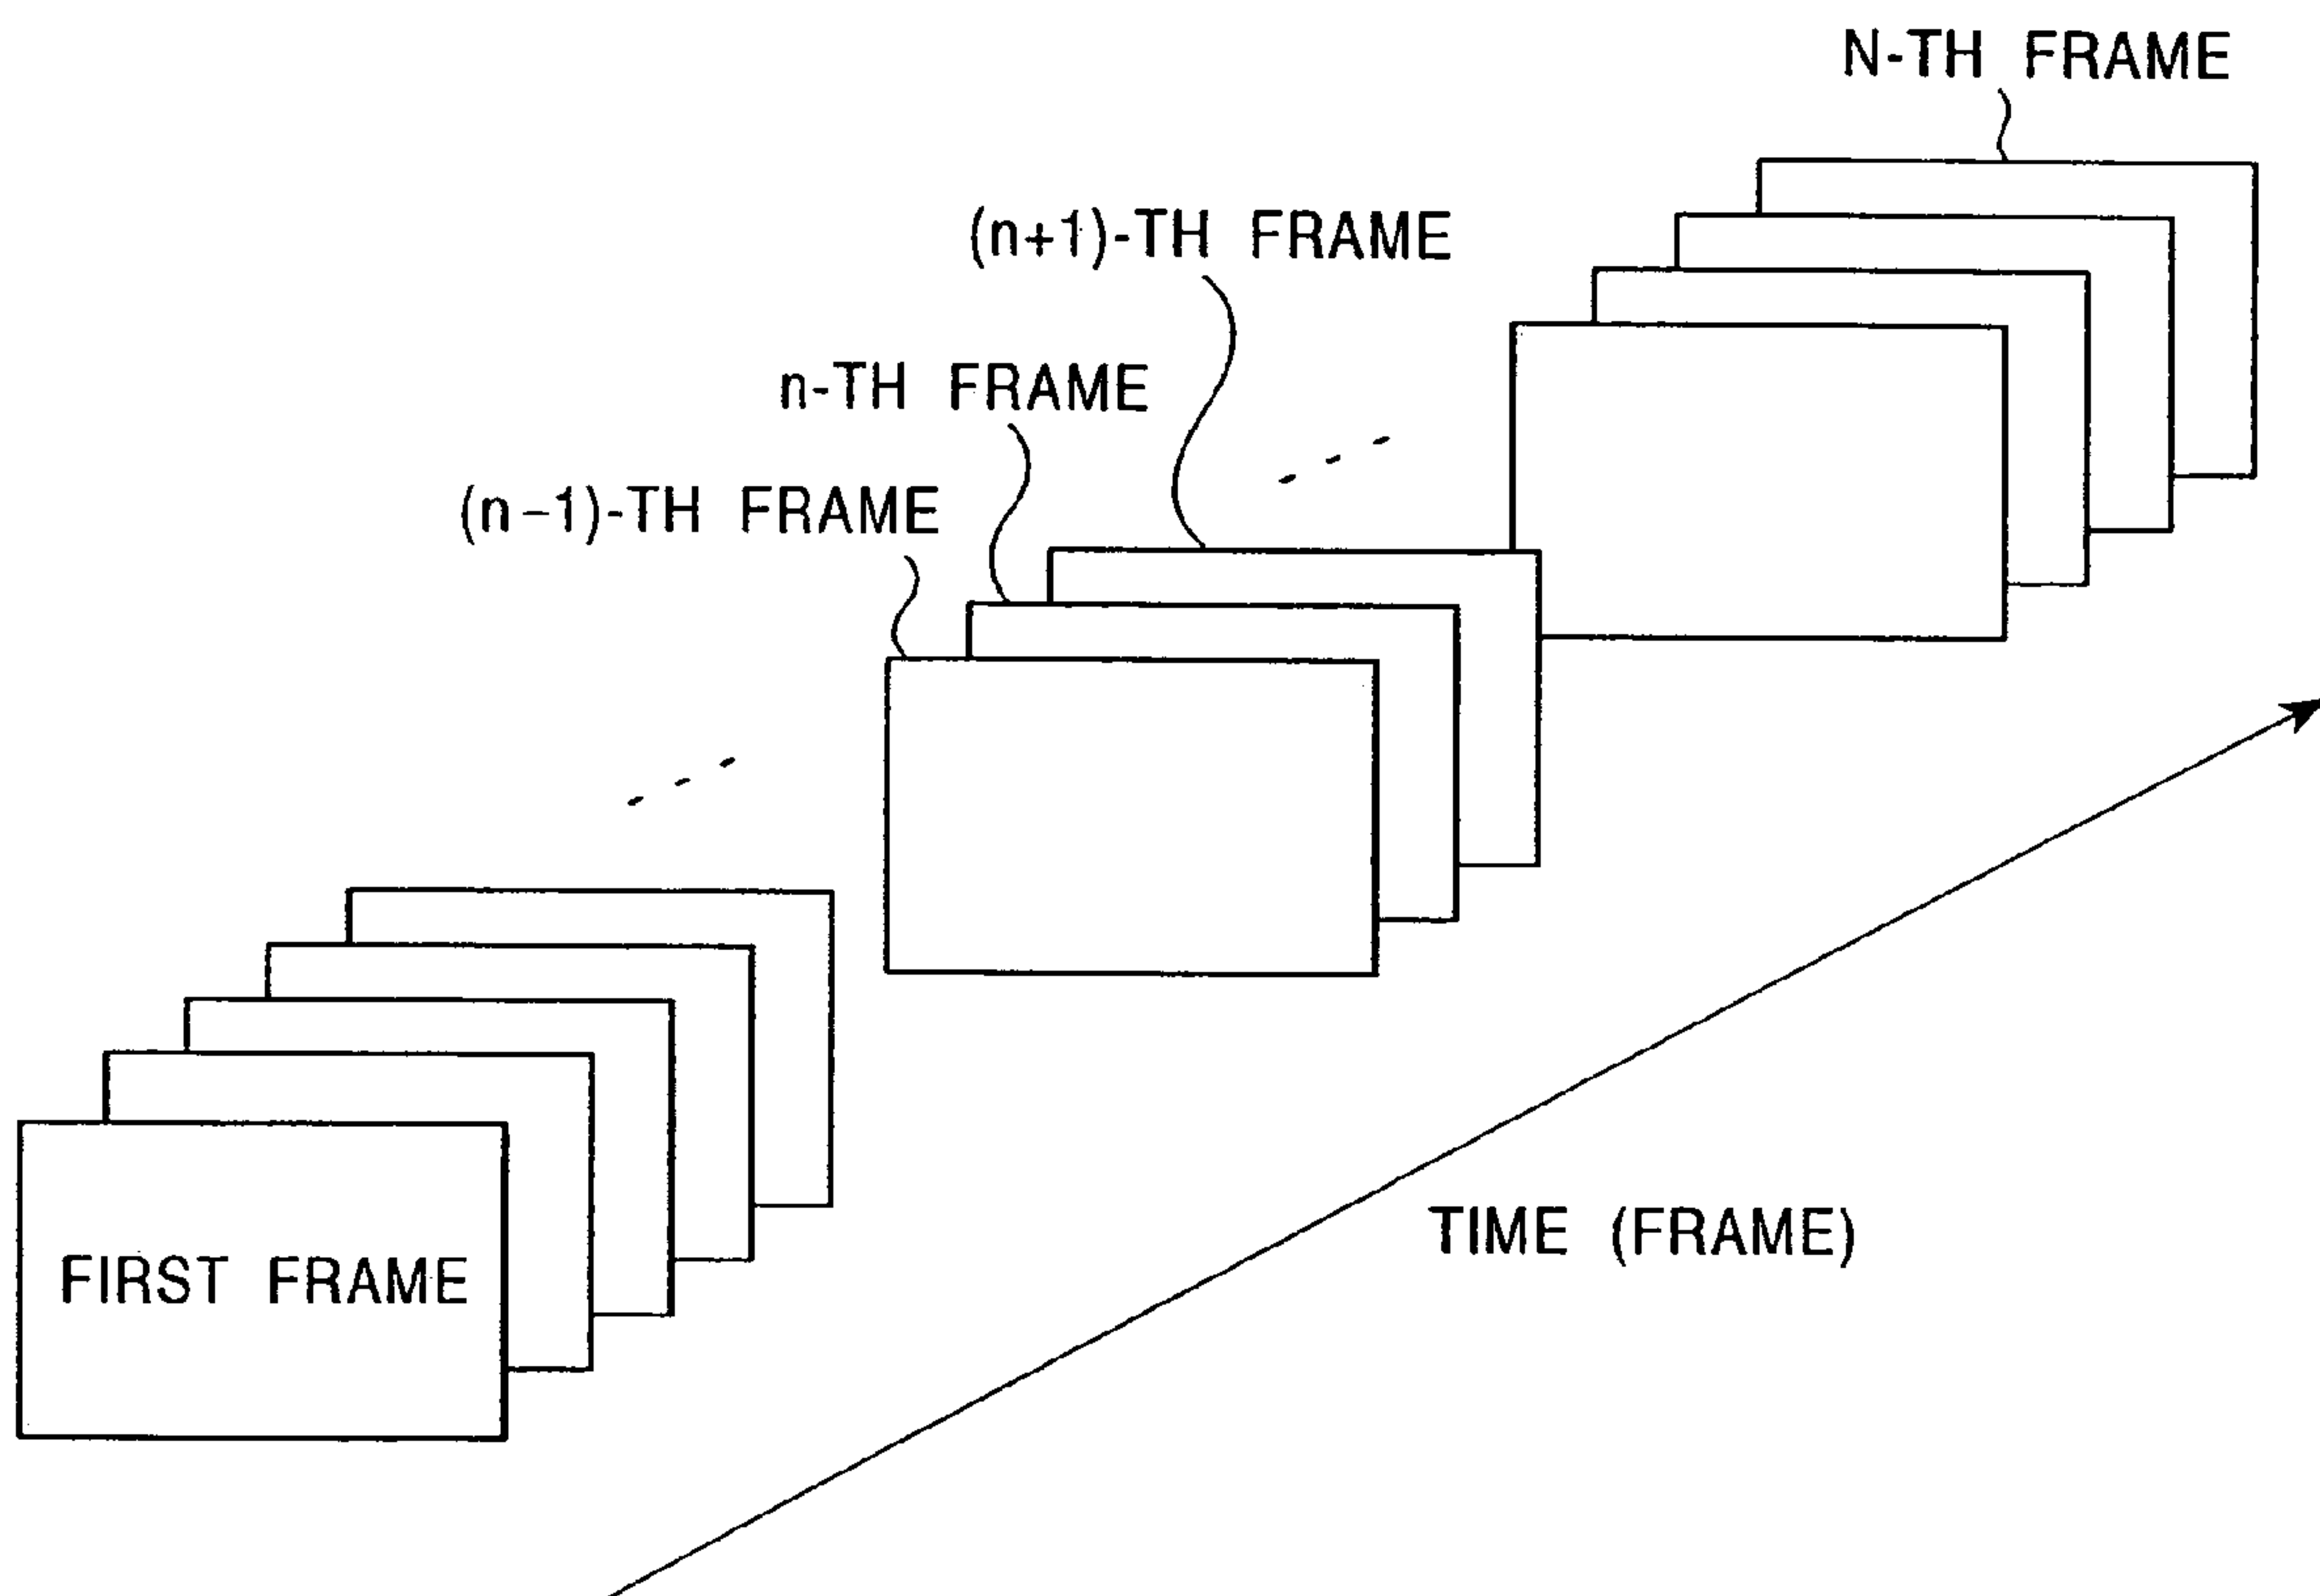 N-TH FRAME
(n+1)-TH FRAME
n-TH FRAME
(n-1)-TH FRAME
TIME (FRAME)
FIRST FRAME